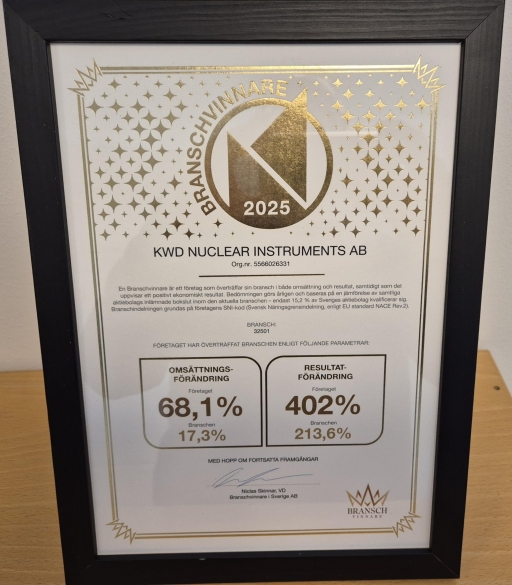 BRANSCHVINNARE
2025
KWD NUCLEAR INSTRUMENTS AB
Org.nr. 5566026331
En Branschvinnare är ett företag som överträffar sin bransch i både omsättning och resultat, samtidigt som det
uppvisar ett positivt ekonomiskt resultat. Bedömningen görs årligen och baseras på en jämförelse av samtliga
aktiebolags inlämnade bokslut inom den aktuella branschen – endast 15,2 % av Sveriges aktiebolag kvalificerar sig.
Branschindelningen grundas på företagens SNI-kod (Svensk Näringsgrensindelning, enligt EU standard NACE Rev.2).
BRANSCH:
32501
FÖRETAGET HAR ÖVERTRÄFFAT BRANSCHEN ENLIGT FÖLJANDE PARAMETRAR:
OMSÄTTNINGS-
FÖRÄNDRING
Företaget
68,1%
Branschen
17,3%
RESULTAT-
FÖRÄNDRING
Företaget
402%
Branschen
213,6%
MED HOPP OM FORTSATTA FRAMGÅNGAR
Niclas Skinnar, VD
Branschvinnare i Sverige AB
BRANSCH
VINNARE